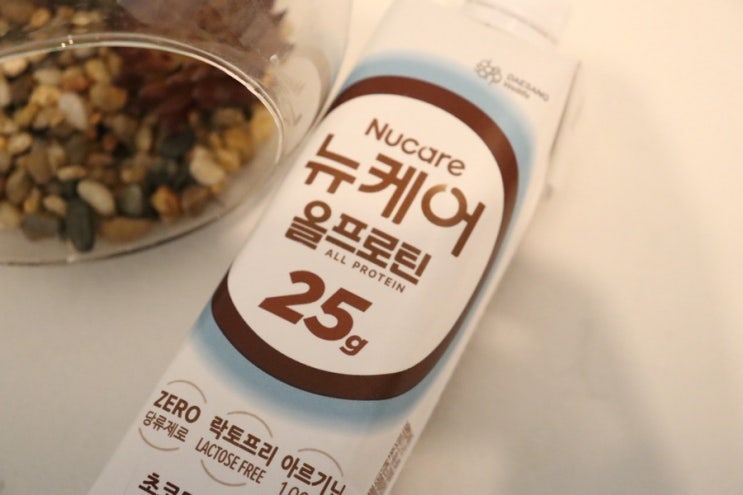 DAESANG
Wellife
Nucare
뉴케어
올프로틴
ALL PROTEIN
25g
ZERO
당류제로
락토프리
LACTOSE FREE
아르기닌